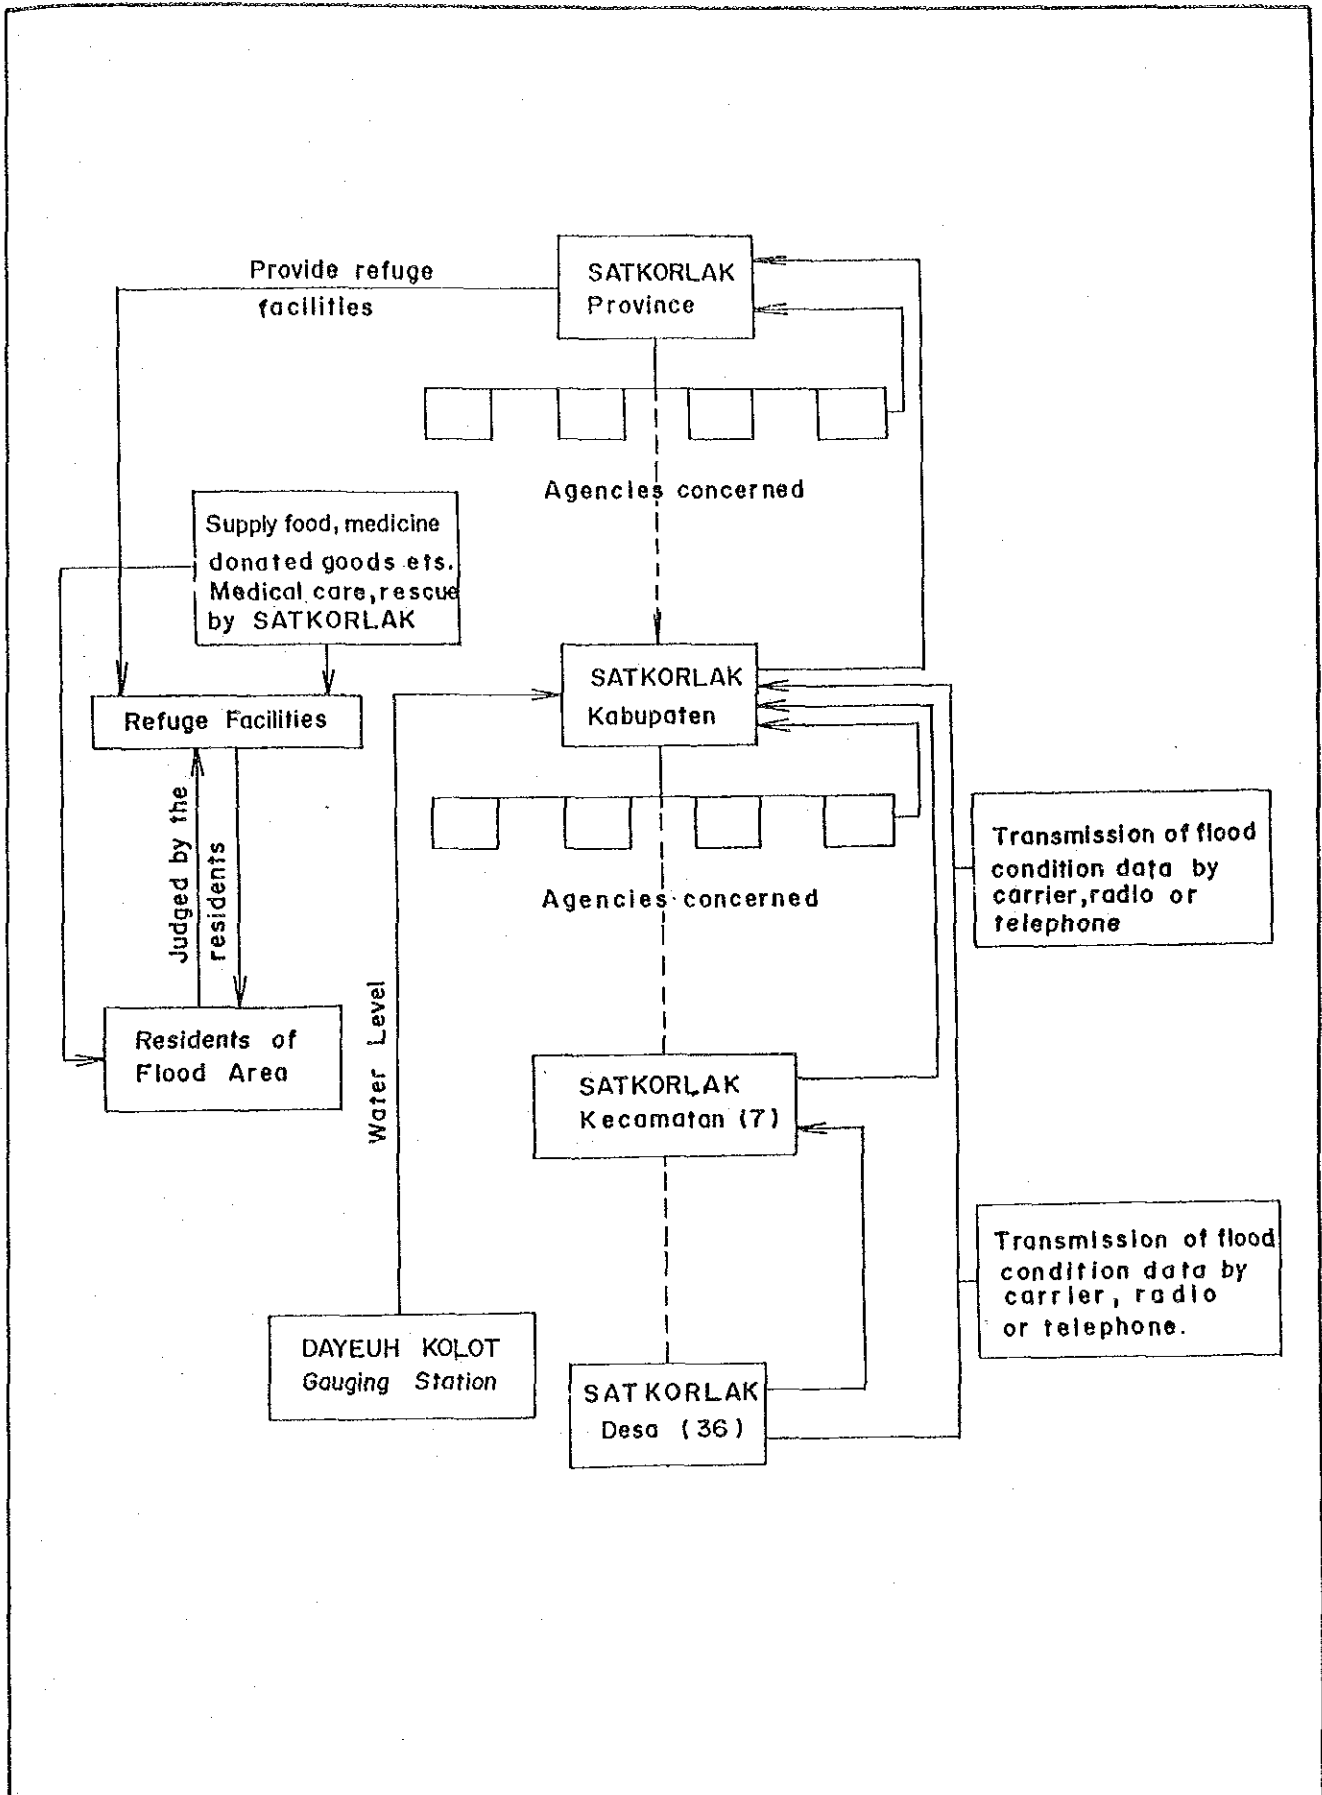 Provide refuge
facilities
SATKORLAK
Province
Agencies concerned
Supply food, medicine
donated goods ets.
Medical care, rescue
by SATKORLAK
Refuge Facilities
SATKORLAK
Kabupaten
Judged by the
residents
Transmission of flood
condition data by
carrier, radio or
telephone
Agencies concerned
Residents of
Flood Area
Water Level
SATKORLAK
Kecamatan (7)
Transmission of flood
condition data by
carrier, radio
or telephone.
DAYEUH KOLOT
Gauging Station
SATKORLAK
Desa (36)